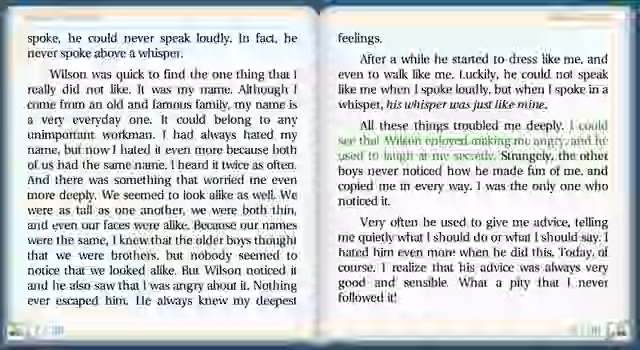 spoke, he could never speak loudly. In fact, he
never spoke above a whisper.
Wilson was quick to find the one thing that I
really did not like. It was my name. Although I
come from an old and famous family, my name is
a very everyday one. It could belong to any
unimportant workman. I had always hated my
name, but now I hated it even more because both
of us had the same name. I heard it twice as often.
And there was something that worried me even
more deeply. We seemed to look alike as well. We
were as tall as one another, we were both thin,
and even our faces were alike. Because our names
were the same, I knew that the older boys thought
that we were brothers, but nobody seemed to
notice that we looked alike. But Wilson noticed it
and he also saw that I was angry about it. Nothing
ever escaped him. He always knew my deepest
feelings.
After a while he started to dress like me, and
even to walk like me. Luckily, he could not speak
like me when I spoke loudly, but when I spoke in a
whisper, his whisper was just like mine.
All these things troubled me deeply. I could
see that Wilson enjoyed making me angry, and he
used to laugh at me secretly. Strangely, the other
boys never noticed how he made fun of me, and
copied me in every way. I was the only one who
noticed it.
Very often he used to give me advice, telling
me quietly what I should do or what I should say. I
hated him even more when he did this. Today, of
course, I realize that his advice was always very
good and sensible. What a pity that I never
followed it!